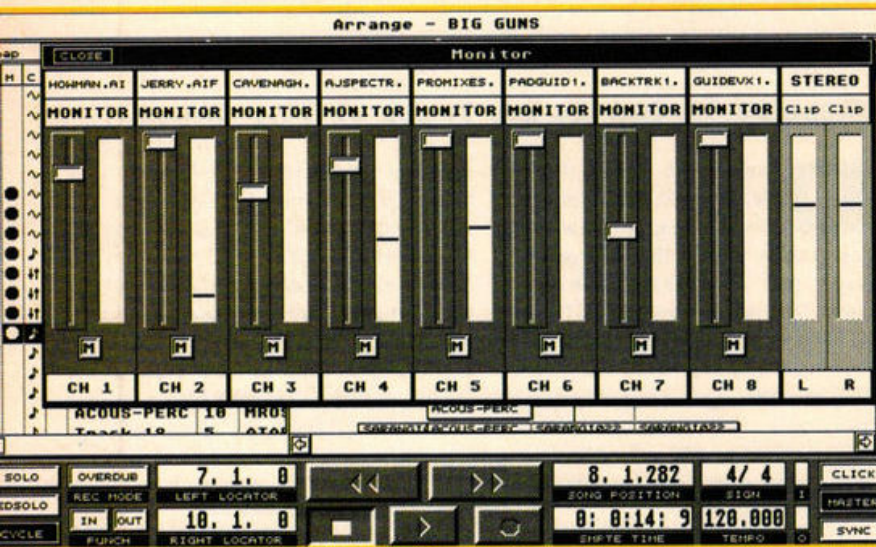 Arrange - BIG GUNS
CLOSE Monitor
M C
HOWMAN.AI JERRY.AIF CAVENAGH. AJSPECTR. PROMIXES. PADGUID1. BACKTRK1. GUIDEVX1. STEREO
MONITOR MONITOR MONITOR MONITOR MONITOR MONITOR MONITOR MONITOR Clip Clip
M M M M M M M M
CH 1 CH 2 CH 3 CH 4 CH 5 CH 6 CH 7 CH 8 L R
ACOUS-PERC 10 MROS ACOUS-PERC
SOLO OVERDUB 7. 1. 0 8. 1.282 4/ 4 CLICK
REC MODE LEFT LOCATOR SONG POSITION SIGN I MASTER
EDSOLO IN OUT 10. 1. 0 0: 0:14: 9 120.000
CYCLE PUNCH RIGHT LOCATOR SMPTE TIME TEMPO O SYNC